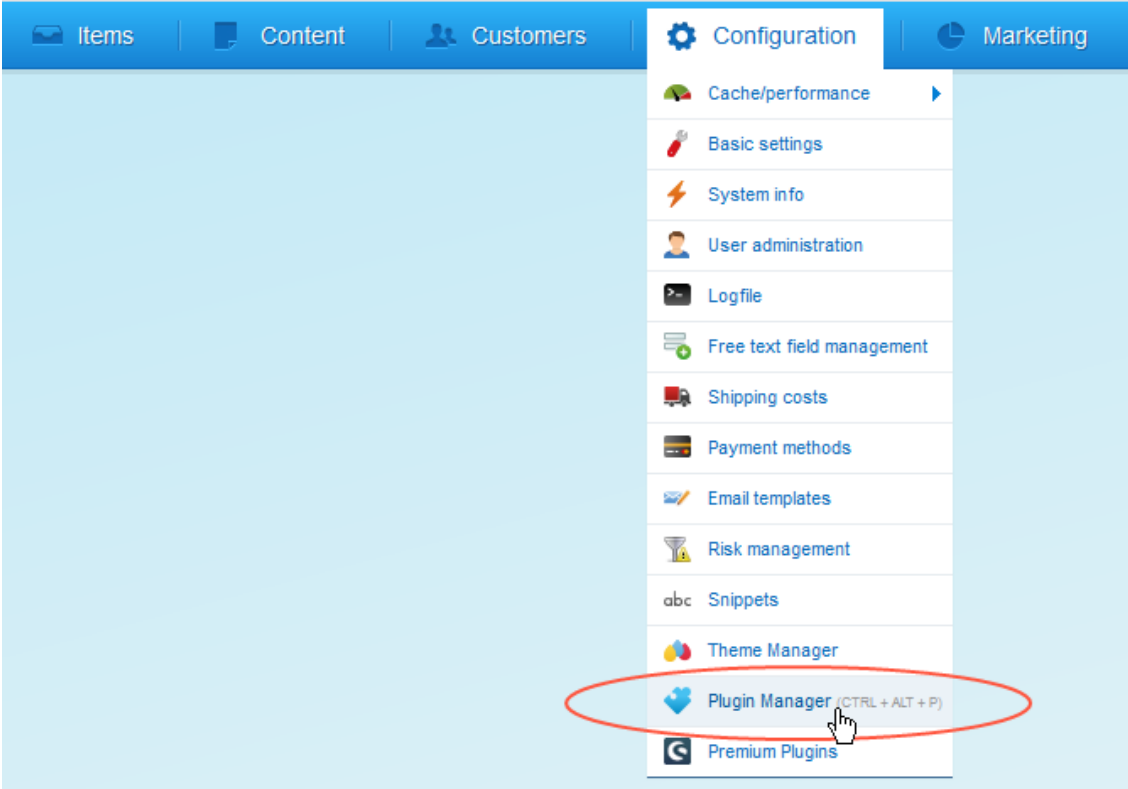 Items Content Customers Configuration Marketing
Cache/performance
Basic settings
System info
User administration
>_ Logfile
Free text field management
Shipping costs
Payment methods
Email templates
Risk management
abc Snippets
Theme Manager
Plugin Manager (CTRL + ALT + P)
Premium Plugins